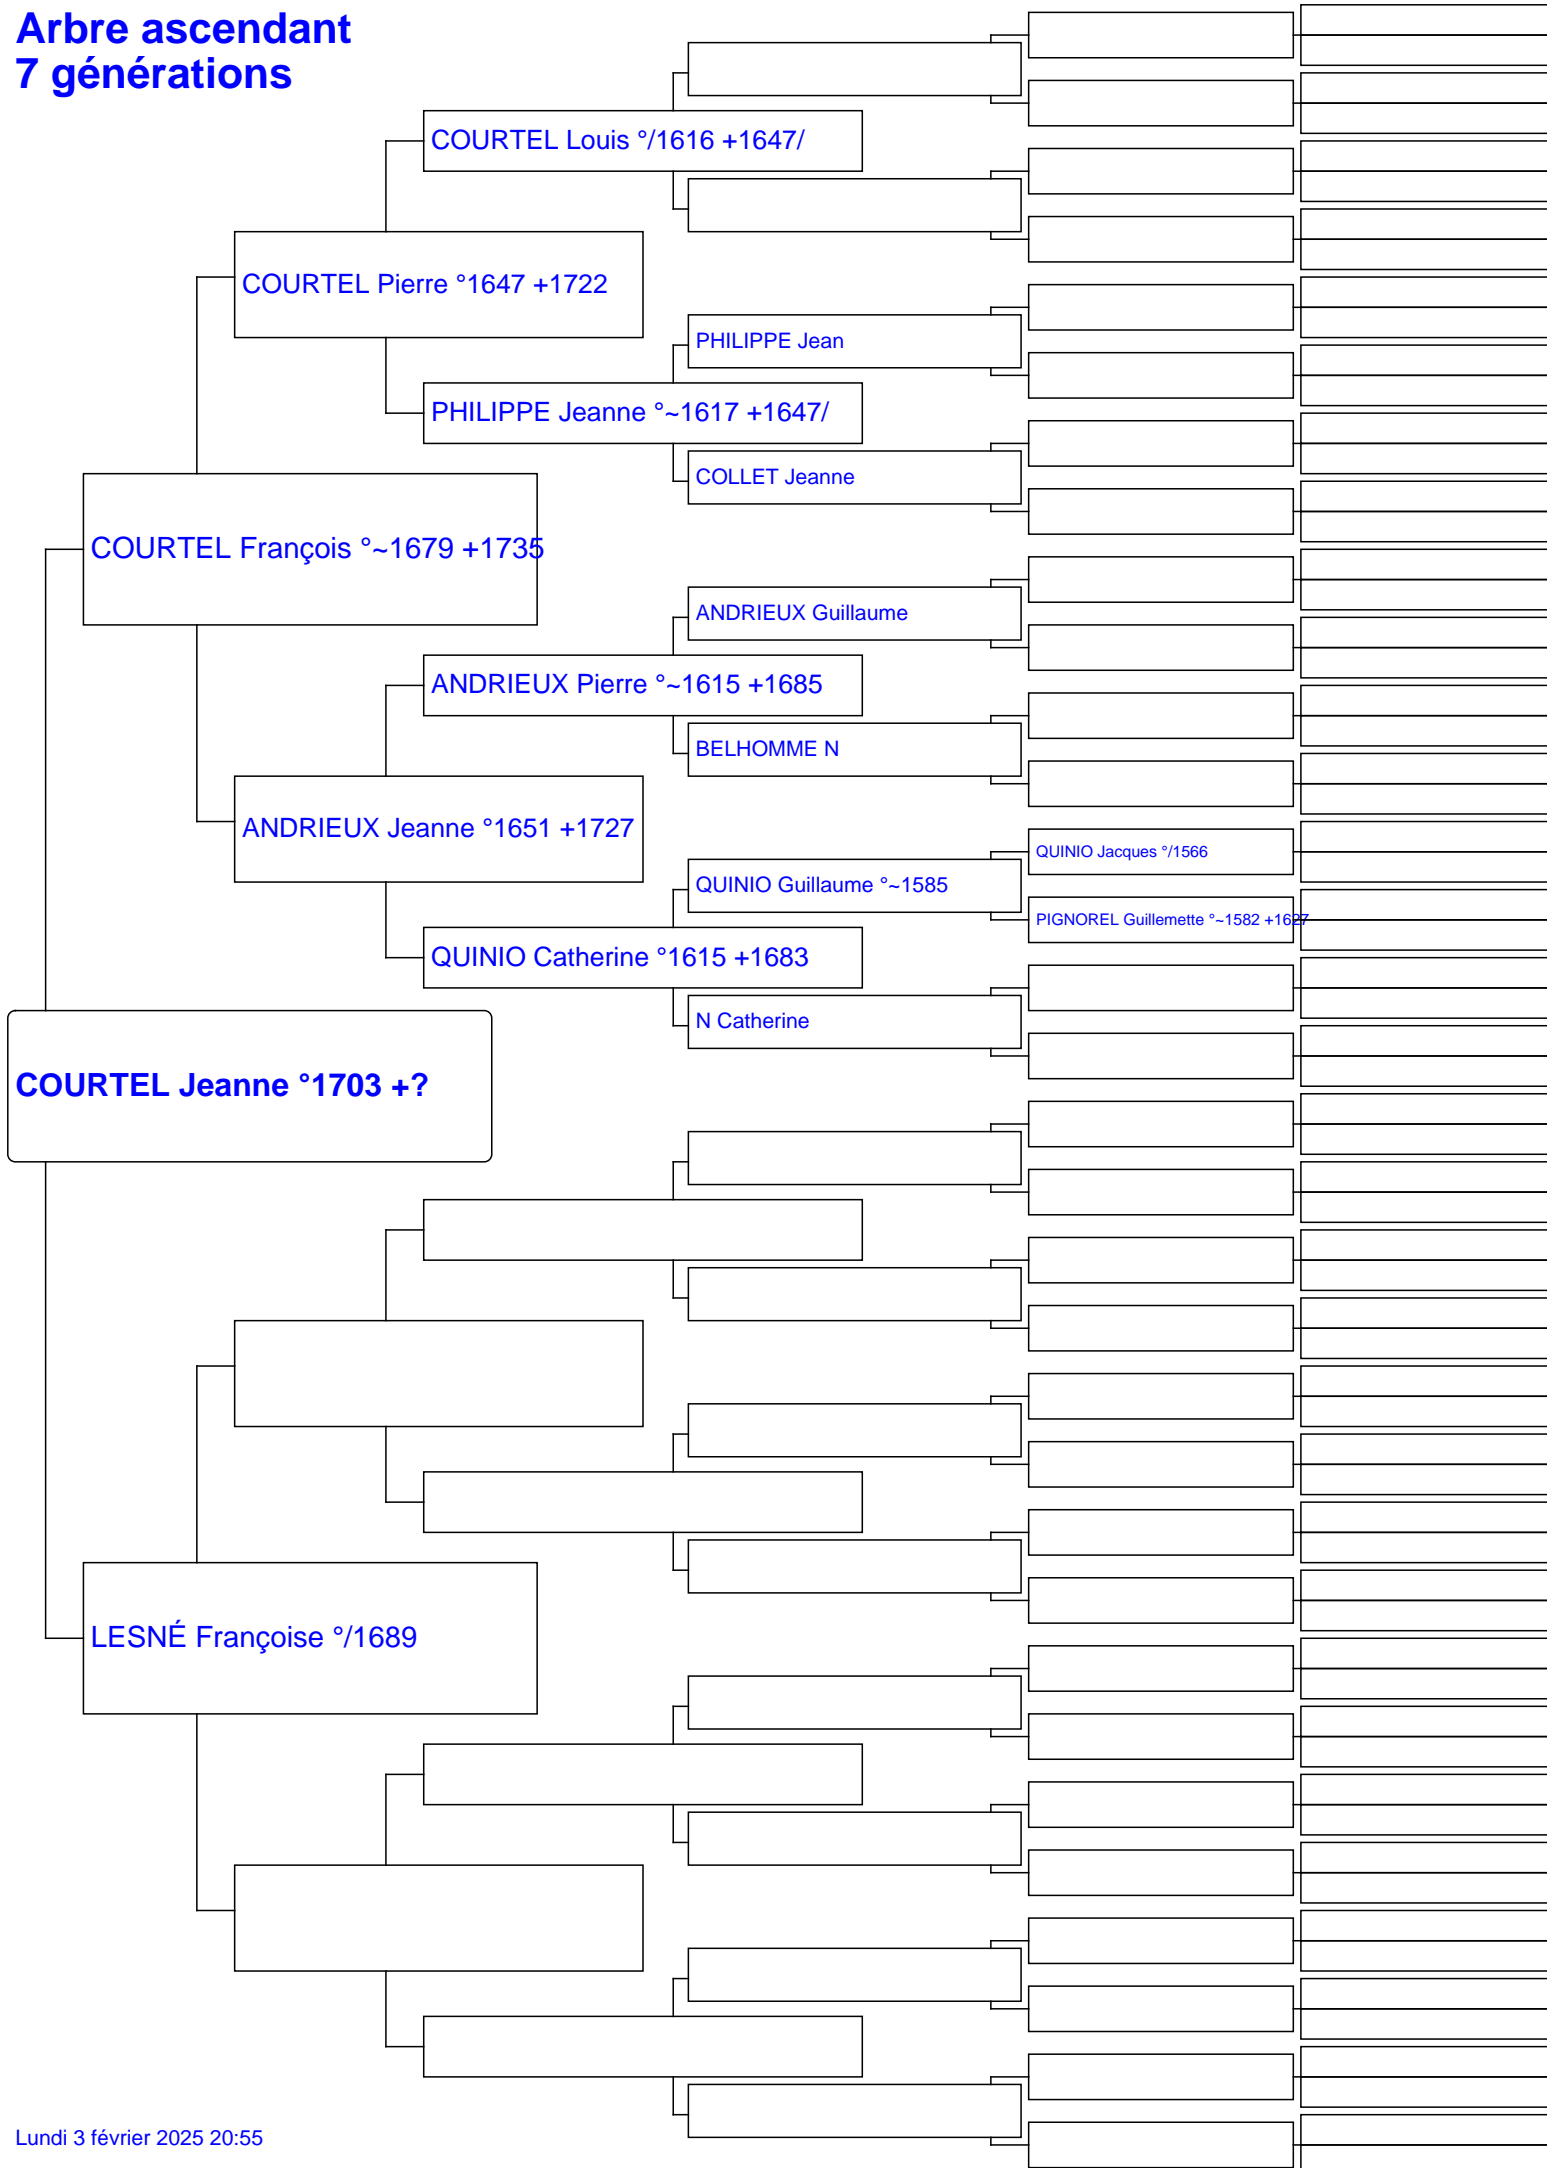 Arbre ascendant
7 générations
COURTEL Louis °/1616 +1647/
COURTEL Pierre °1647 +1722
PHILIPPE Jean
PHILIPPE Jeanne °~1617 +1647/
COLLET Jeanne
COURTEL François °~1679 +1735
ANDRIEUX Guillaume
ANDRIEUX Pierre °~1615 +1685
BELHOMME N
ANDRIEUX Jeanne °1651 +1727
QUINIO Jacques °/1566
QUINIO Guillaume °~1585
PIGNOREL Guillemette °~1582 +1627
QUINIO Catherine °1615 +1683
N Catherine
COURTEL Jeanne °1703 +?
LESNÉ Françoise °/1689
Lundi 3 février 2025 20:55